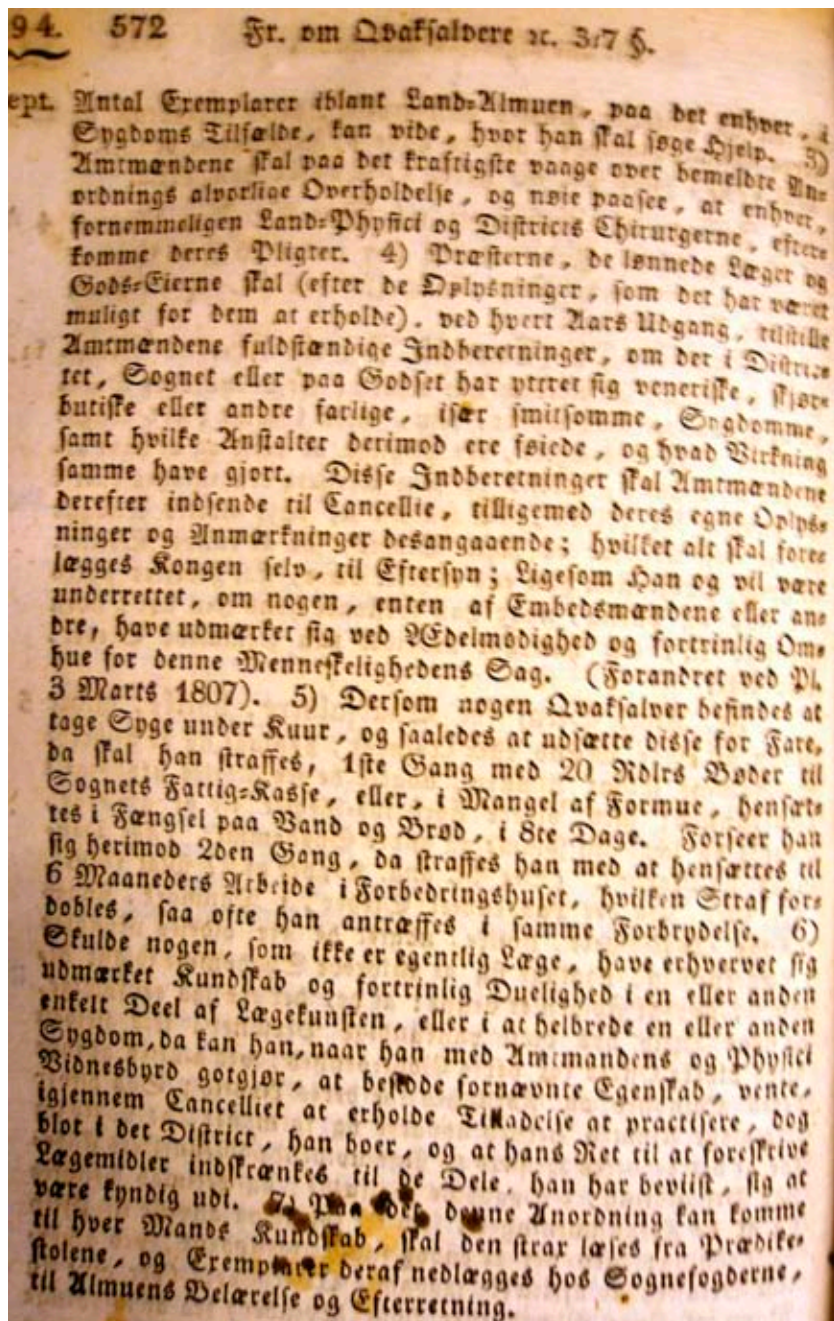 94. 572 Fr. om Qvaksalvere ꝛc. 3:7 §.
ept. Antal Exemplarer iblant Land-Almuen, paa det enhver, i
Sygdoms Tilfælde, kan vide, hvor han skal søge Hjelp. 3)
Amtmændene skal paa det kraftigste vaage over bemeldte An-
ordnings alvorlige Overholdelse, og nøie paasee, at enhver,
fornemmeligen Land-Physici og Districts Chirurgerne, efter-
komme deres Pligter. 4) Præsterne, de lønnede Læger og
Gods-Eierne skal (efter de Oplysninger, som det har været
muligt for dem at erholde), ved hvert Aars Udgang, tilstille
Amtmændene fuldstændige Indberetninger, om der i Distric-
tet, Sognet eller paa Godset har yttret sig veneriske, skjør-
butiske eller andre farlige, især smitsomme, Sygdomme,
samt hvilke Anstalter derimod ere føiede, og hvad Virkning
samme have gjort. Disse Indberetninger skal Amtmændene
derefter indsende til Cancellie, tilligemed deres egne Oplys-
ninger og Anmærkninger desangaaende; hvilket alt skal fore-
lægges Kongen selv, til Eftersyn; Ligesom Han og vil være
underrettet, om nogen, enten af Embedsmændene eller an-
dre, have udmærket sig ved Ædelmodighed og fortrinlig Om-
hue for denne Menneskelighedens Sag. (Forandret ved Pl.
3 Marts 1807). 5) Dersom nogen Qvaksalver befindes at
tage Syge under Kuur, og saaledes at udsætte disse for Fare,
da skal han straffes, 1ste Gang med 20 Rdlrs Bøder til
Sognets Fattig-Kasse, eller, i Mangel af Formue, hensæt-
tes i Fængsel paa Vand og Brød, i 8te Dage. Forseer han
sig herimod 2den Gang, da straffes han med at hensættes til
6 Maaneders Arbeide i Forbedringshuset, hvilken Straf for-
dobles, saa ofte han antræffes i samme Forbrydelse. 6)
Skulde nogen, som ikke er egentlig Læge, have erhvervet sig
udmærket Kundskab og fortrinlig Duelighed i en eller anden
enkelt Deel af Lægekunsten, eller i at helbrede en eller anden
Sygdom, da kan han, naar han med Amtmandens og Physici
Vidnesbyrd gotgjør, at besidde fornævnte Egenskab, vente,
igjennem Cancelliet at erholde Tilladelse at practisere, dog
blot i det District, han boer, og at hans Ret til at foreskrive
Lægemidler indskrænkes til de Dele, han har beviist, sig at
være kyndig udi. 7) Paa det denne Anordning kan komme
til hver Mands Kundskab, skal den strax læses fra Prædike-
stolene, og Exemplarer deraf nedlægges hos Sognefogderne,
til Almuens Belærelse og Efterretning.